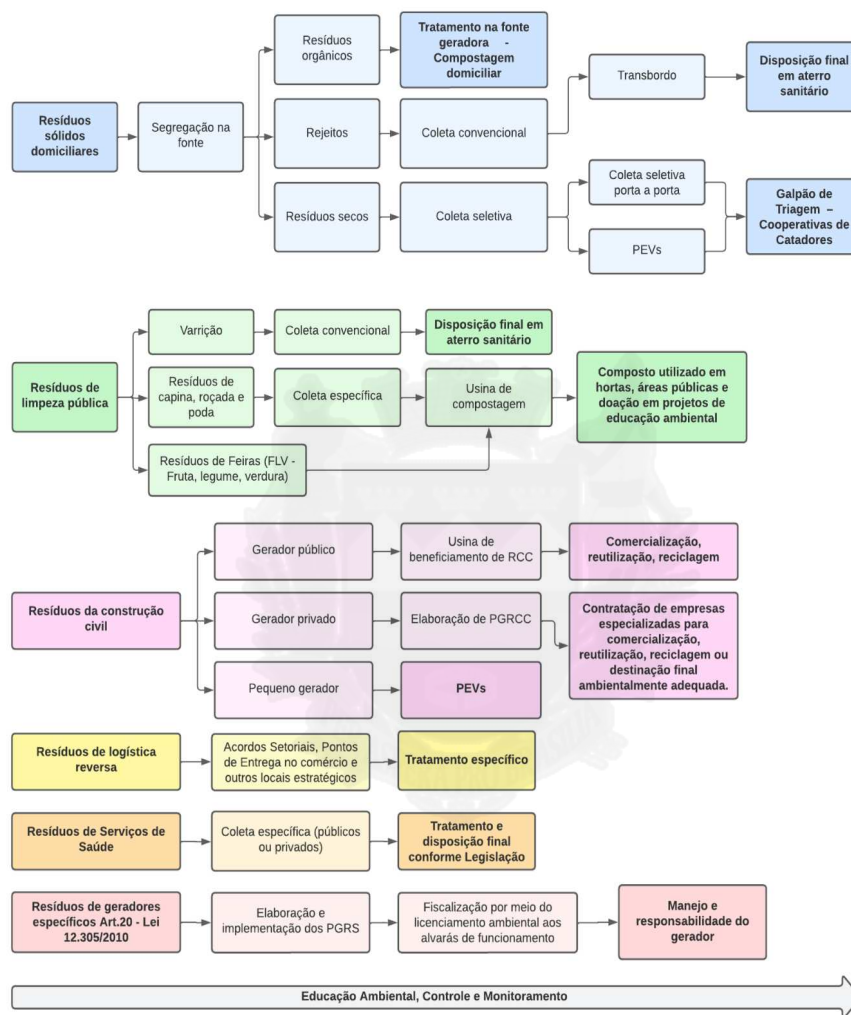 Resíduos
orgânicos
Tratamento na fonte
geradora -
Compostagem
domiciliar
Transbordo
Disposição final
em aterro
sanitário
Resíduos
sólidos
domiciliares
Segregação na
fonte
Rejeitos
Coleta convencional
Coleta seletiva
porta a porta
Resíduos secos
Coleta seletiva
PEVs
Galpão de
Triagem –
Cooperativas de
Catadores
Varrição
Coleta convencional
Disposição final em
aterro sanitário
Resíduos de
limpeza pública
Resíduos de
capina, roçada e
poda
Coleta específica
Usina de
compostagem
Composto utilizado em
hortas, áreas públicas e
doação em projetos de
educação ambiental
Resíduos de Feiras (FLV -
Fruta, legume, verdura)
Gerador público
Usina de
beneficiamento de RCC
Comercialização,
reutilização, reciclagem
Resíduos da construção
civil
Gerador privado
Elaboração de PGRCC
Contratação de empresas
especializadas para
comercialização,
reutilização, reciclagem ou
destinação final
ambientalmente adequada.
Pequeno gerador
PEVs
Resíduos de logística
reversa
Acordos Setoriais, Pontos
de Entrega no comércio e
outros locais estratégicos
Tratamento específico
Resíduos de Serviços de
Saúde
Coleta específica (públicos
ou privados)
Tratamento e
disposição final
conforme Legislação
Resíduos de geradores
específicos Art.20 - Lei
12.305/2010
Elaboração e
implementação dos PGRS
Fiscalização por meio do
licenciamento ambiental aos
alvarás de funcionamento
Manejo e
responsabilidade do
gerador
Educação Ambiental, Controle e Monitoramento